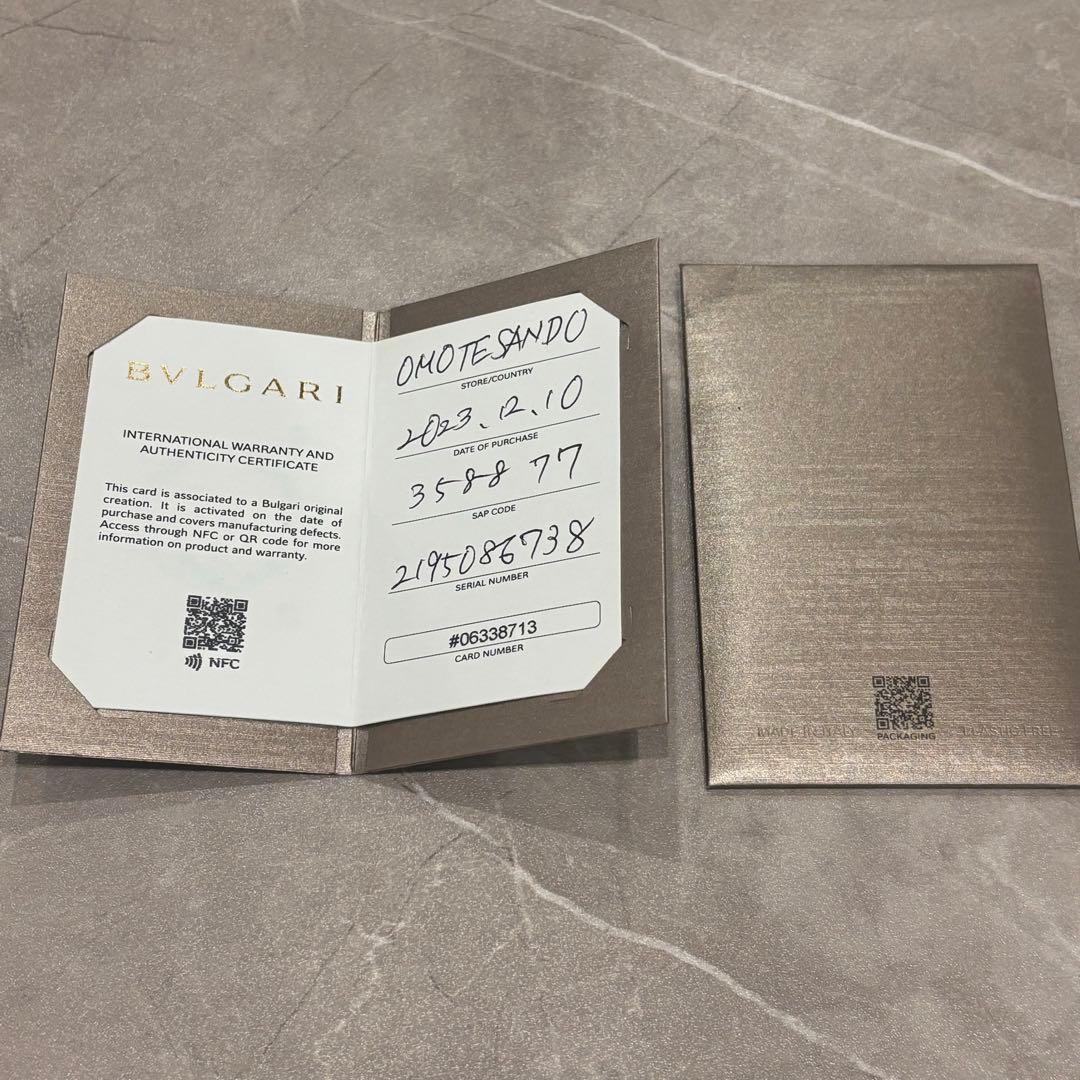 BVLGARI
INTERNATIONAL WARRANTY AND
AUTHENTICITY CERTIFICATE
This card is associated to a Bulgari original
creation. It is activated on the date of
purchase and covers manufacturing defects.
Access through NFC or QR code for more
information on product and warranty.
NFC
OMOTESANDO
STORE/COUNTRY
2023.12.10
DATE OF PURCHASE
3588 77
SAP CODE
2195086738
SERIAL NUMBER
#06338713
CARD NUMBER
MADE IN ITALY
PACKAGING
PLASTIC FREE